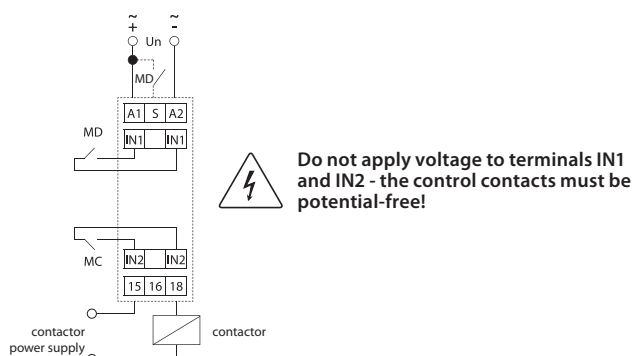 ~ ~
+ -
Un
MD
A1 S A2
IN1 IN1
MD
Do not apply voltage to terminals IN1
and IN2 - the control contacts must be
potential-free!
MC
IN2 IN2
15 16 18
contactor
power supply
contactor